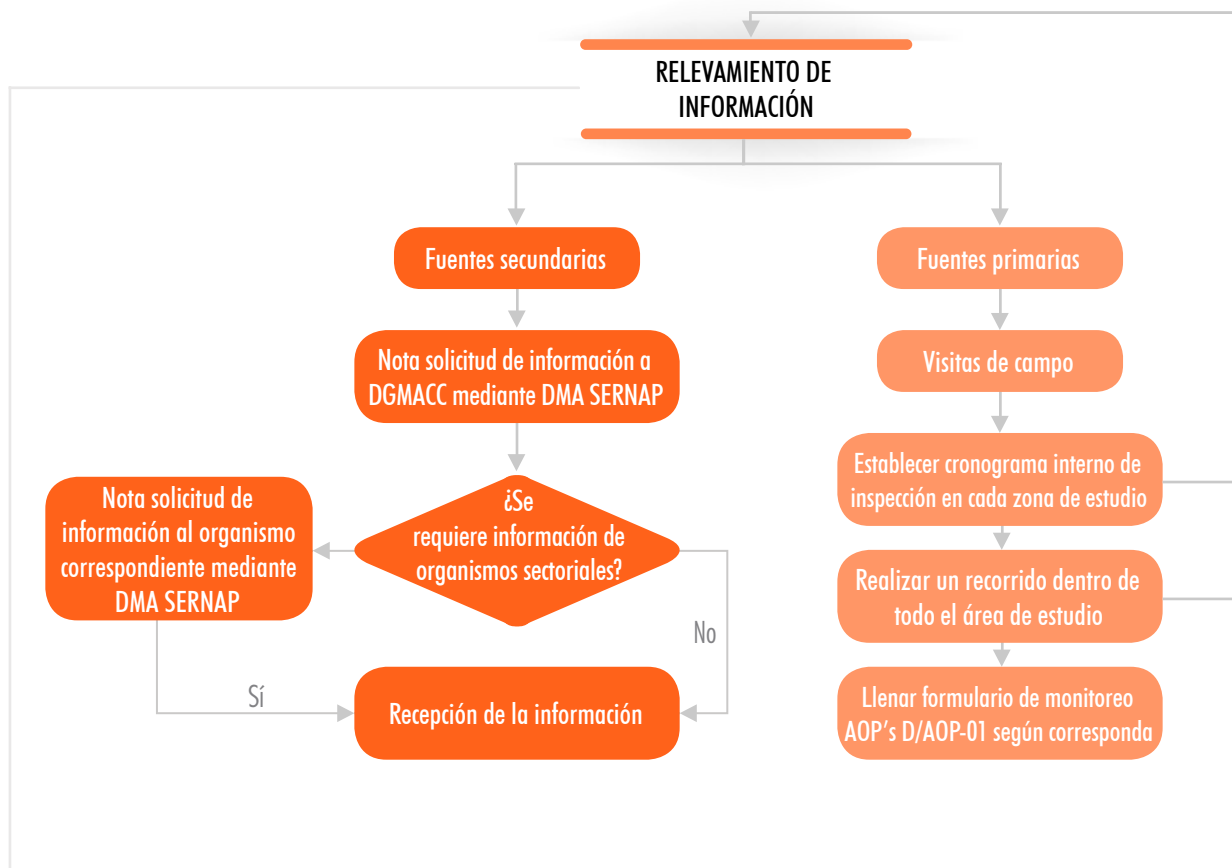 RELEVAMIENTO DE
INFORMACIÓN
Fuentes secundarias
Nota solicitud de información a
DGMACC mediante DMA SERNAP
¿Se
requiere información de
organismos sectoriales?
Nota solicitud de
información al organismo
correspondiente mediante
DMA SERNAP
No
Sí
Recepción de la información
Fuentes primarias
Visitas de campo
Establecer cronograma interno de
inspección en cada zona de estudio
Realizar un recorrido dentro de
todo el área de estudio
Llenar formulario de monitoreo
AOP's D/AOP-01 según corresponda